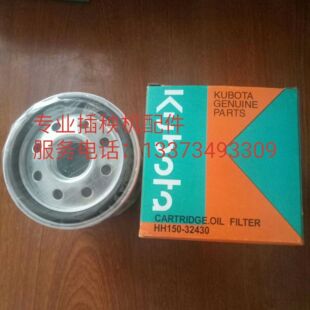 KUBOTA
GENUINE
PARTS
Kubota
专业插秧机配件
服务电话：13373493309
CARTRIDGE.OIL FILTER
HH150-32430